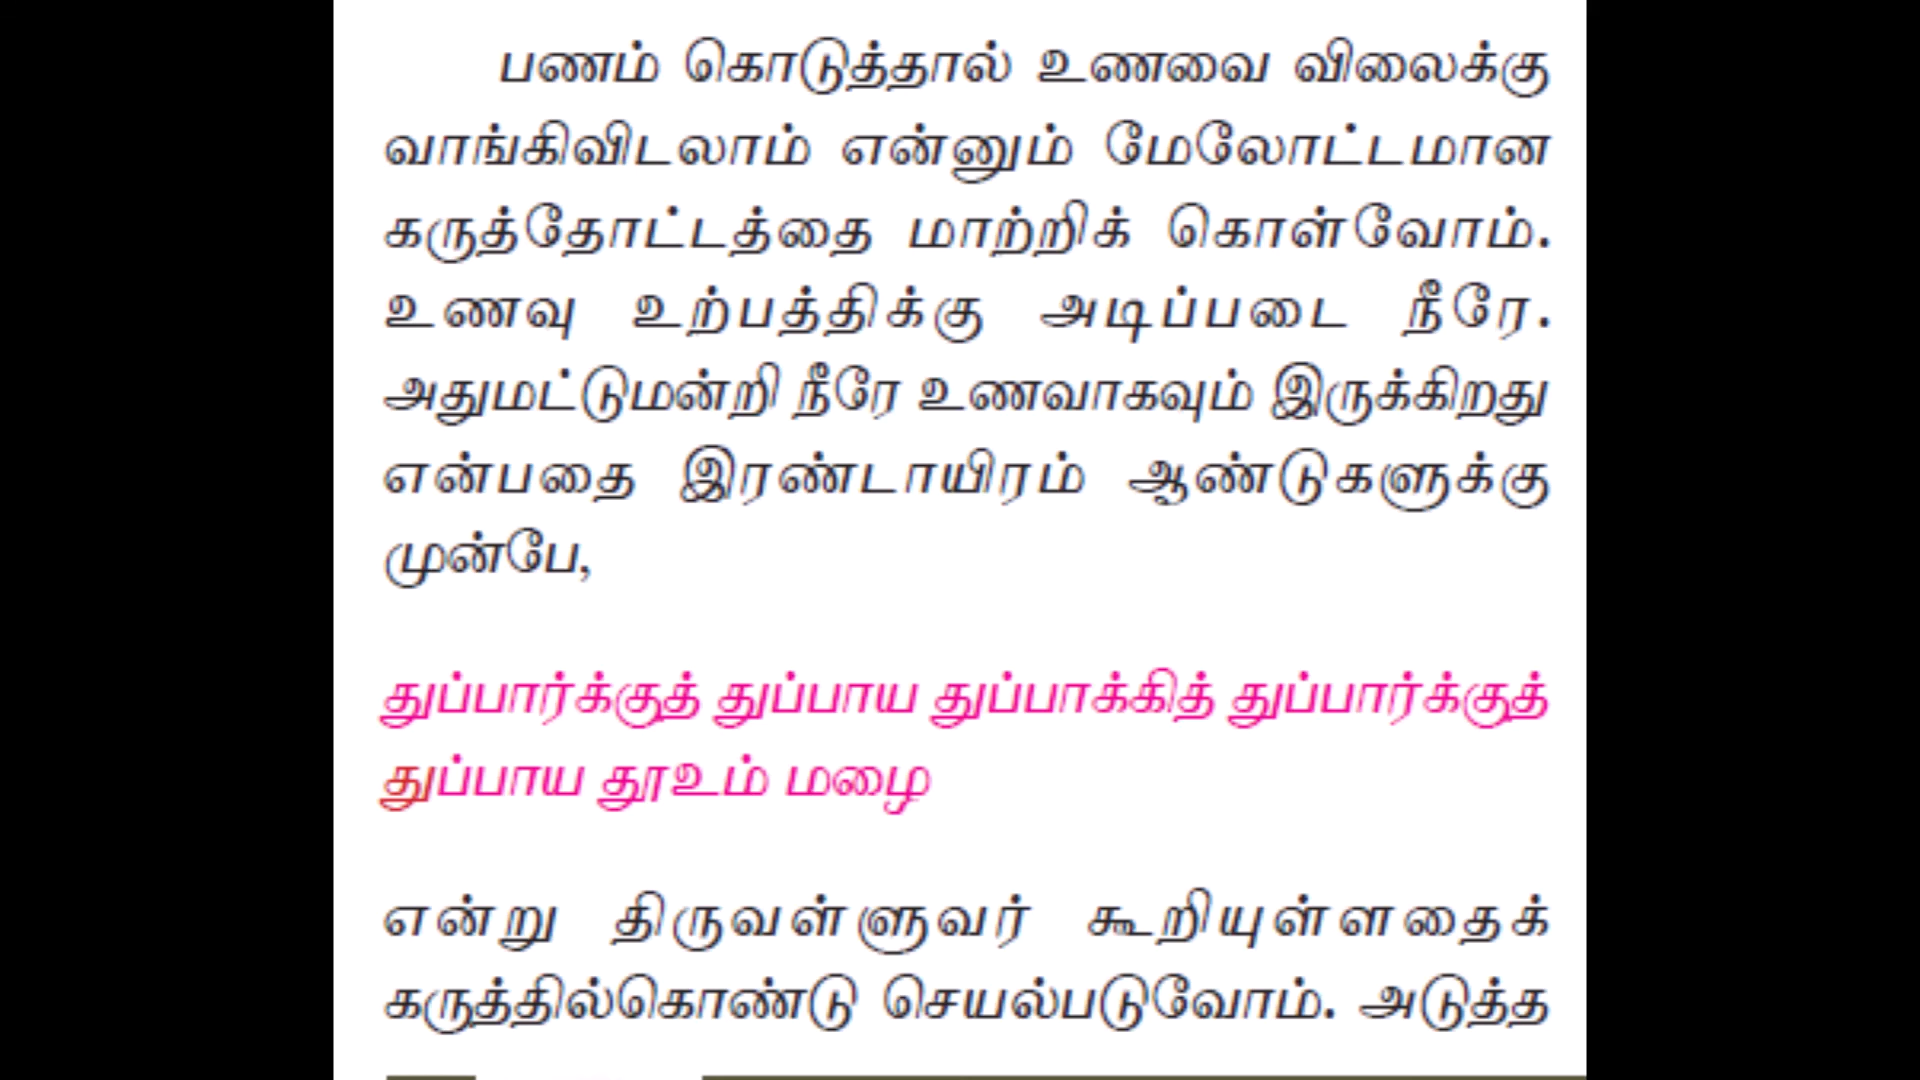 பணம் கொடுத்தால் உணவை விலைக்கு
வாங்கிவிடலாம் என்னும் மேலோட்டமான
கருத்தோட்டத்தை மாற்றிக் கொள்வோம்.
உணவு உற்பத்திக்கு அடிப்படை நீரே.
அதுமட்டுமன்றி நீரே உணவாகவும் இருக்கிறது
என்பதை இரண்டாயிரம் ஆண்டுகளுக்கு
முன்பே,
துப்பார்க்குத் துப்பாய துப்பாக்கித் துப்பார்க்குத்
துப்பாய தூஉம் மழை
என்று திருவள்ளுவர் கூறியுள்ளதைக்
கருத்தில்கொண்டு செயல்படுவோம். அடுத்த